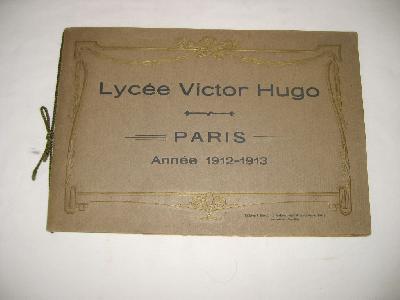 Lycée Victor Hugo
PARIS
Année 1912-1913